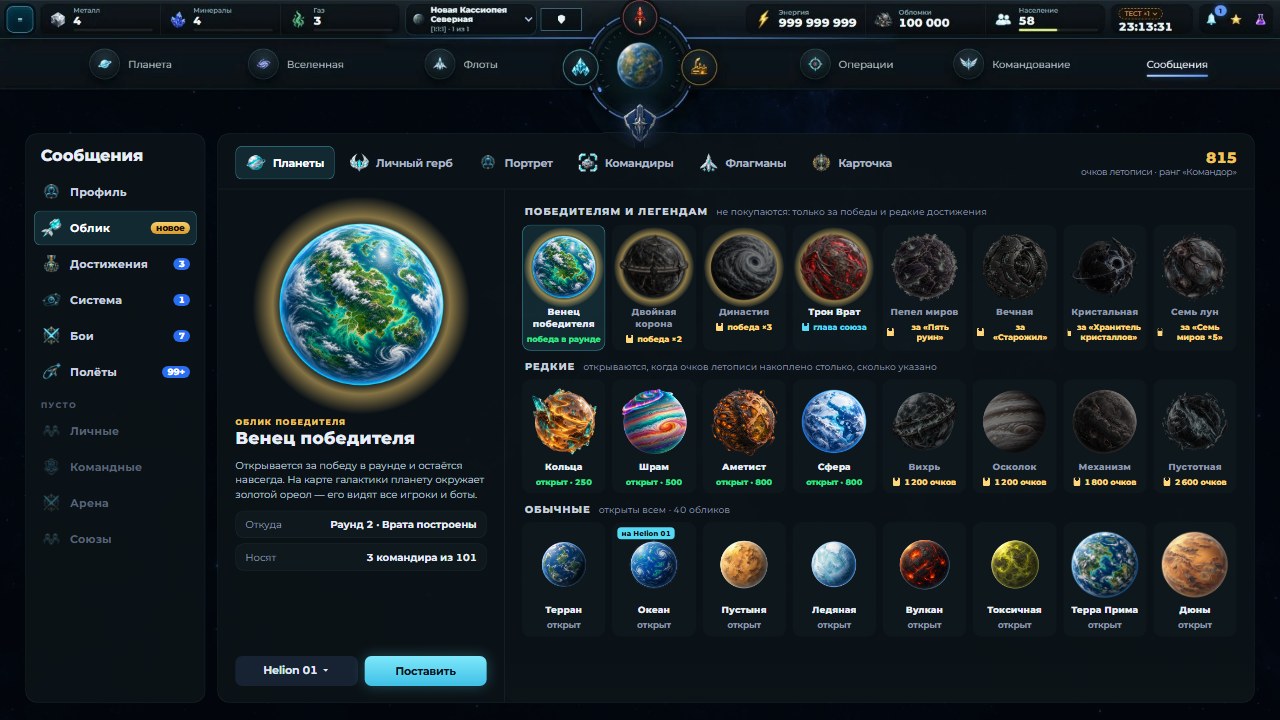 Металл
4
Минералы
4
Газ
3
Новая Кассиопея Северная
[1:1:1] · 1 из 1
Энергия
999 999 999
Обломки
100 000
Население
58
ТЕСТ ×1
23:13:31
1
Планета
Вселенная
Флоты
Операции
Командование
Сообщения
Сообщения
Профиль
Облик
НОВОЕ
Достижения
3
Система
1
Бои
7
Полёты
99+
ПУСТО
Личные
Командные
Арена
Союзы
Планеты
Личный герб
Портрет
Командиры
Флагманы
Карточка
815
очков летописи · ранг «Командор»
ОБЛИК ПОБЕДИТЕЛЯ
Венец победителя
Открывается за победу в раунде и остаётся
навсегда. На карте галактики планету окружает
золотой ореол — его видят все игроки и боты.
Откуда
Раунд 2 · Врата построены
Носят
3 командира из 101
Helion 01
Поставить
ПОБЕДИТЕЛЯМ И ЛЕГЕНДАМ
не покупаются: только за победы и редкие достижения
Венец победителя
победа в раунде
Двойная корона
победа ×2
Династия
победа ×3
Трон Врат
глава союза
Пепел миров
за «Пять руин»
Вечная
за «Старожил»
Кристальная
за «Хранитель кристаллов»
Семь лун
за «Семь миров ×5»
РЕДКИЕ
открываются, когда очков летописи накоплено столько, сколько указано
Кольца
открыт · 250
Шрам
открыт · 500
Аметист
открыт · 800
Сфера
открыт · 800
Вихрь
1 200 очков
Осколок
1 200 очков
Механизм
1 800 очков
Пустотная
2 600 очков
ОБЫЧНЫЕ
открыты всем · 40 обликов
Терран
открыт
на Helion 01
Океан
открыт
Пустыня
открыт
Ледяная
открыт
Вулкан
открыт
Токсичная
открыт
Терра Прима
открыт
Дюны
открыт